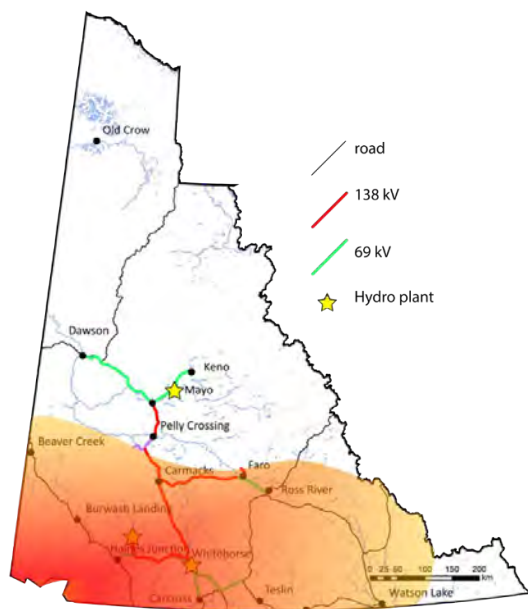 Old Crow
road
138 kV
69 kV
Hydro plant
Dawson
Keno
Mayo
Pelly Crossing
Beaver Creek
Carmacks
Faro
Ross River
Burwash Landing
Haines Junction
Whitehorse
0 25 50 100 150 200
km
Carcross
Teslin
Watson Lake